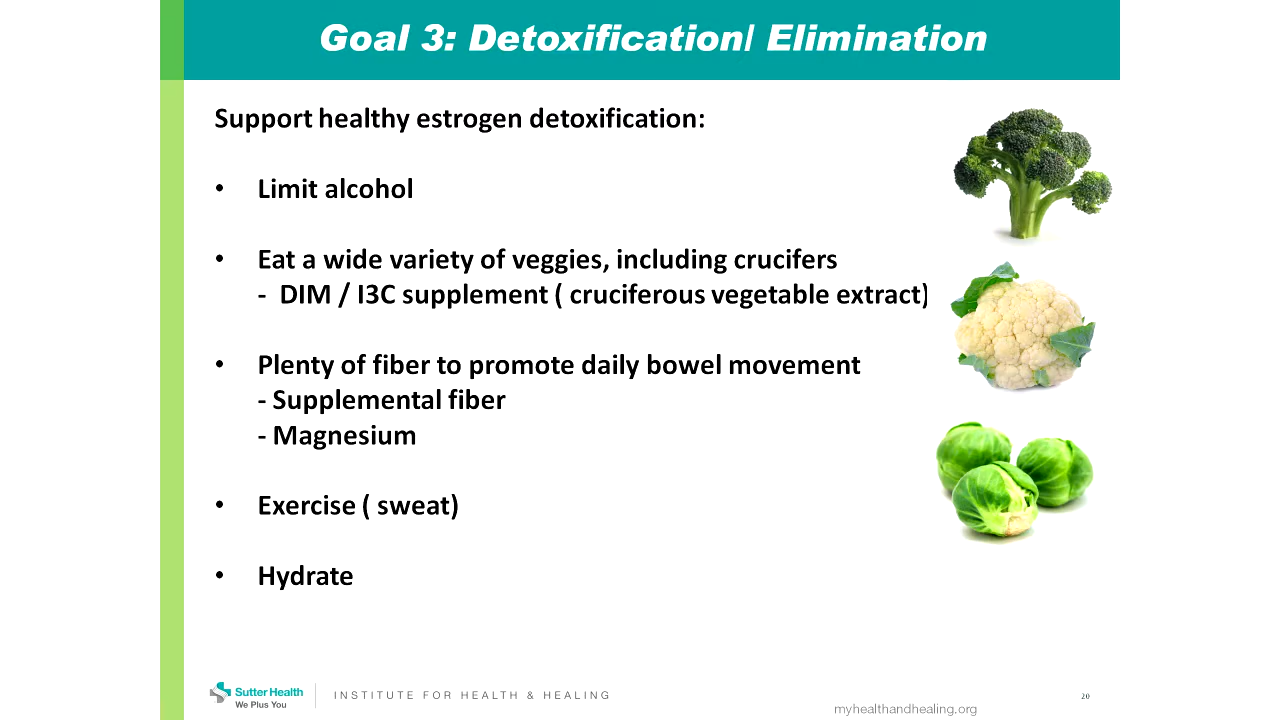 Goal 3: Detoxification/ Elimination
Support healthy estrogen detoxification:
• Limit alcohol
• Eat a wide variety of veggies, including crucifers
- DIM / I3C supplement ( cruciferous vegetable extract)
• Plenty of fiber to promote daily bowel movement
- Supplemental fiber
- Magnesium
• Exercise ( sweat)
• Hydrate
Sutter Health
We Plus You
INSTITUTE FOR HEALTH & HEALING
20
myhealthandhealing.org